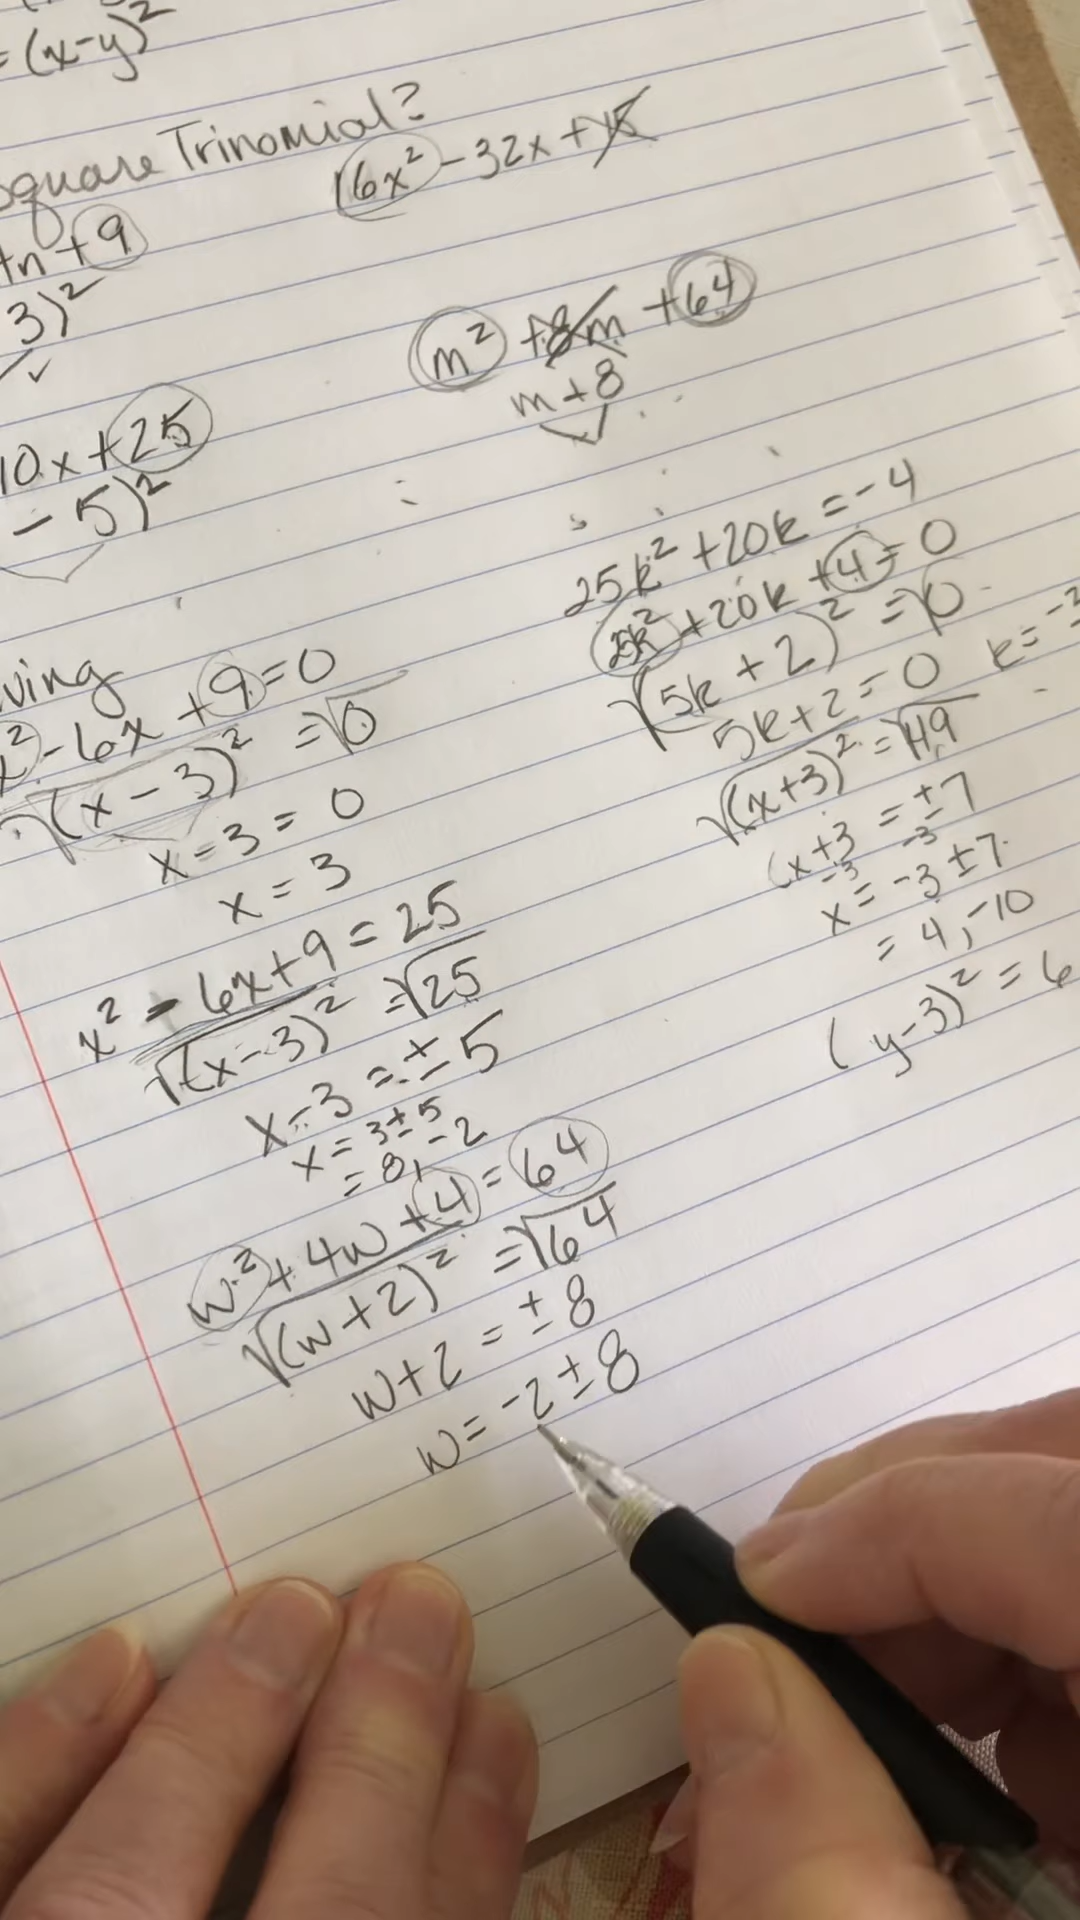 = (x-y)²
Square Trinomial?
+n + 9
3)²
16x² - 32x + 15
m² + 8m + 64
m + 8
10x + 25
- 5)²
ving
x² - 6x + 9 = 0
√(x - 3)² = √0
x - 3 = 0
x = 3
x² - 6x + 9 = 25
√(x - 3)² = √25
x - 3 = ± 5
x = 3 ± 5
= 8, -2
w² + 4w + 4 = 64
√(w + 2)² = √64
w + 2 = ± 8
w = -2 ± 8
25k² + 20k = -4
25k² + 20k + 4 = 0
√(5k + 2)² = √0
5k + 2 = 0
k = -2
√(x + 3)² = √49
(x + 3 = ± 7
-3 -3
x = -3 ± 7
= 4, -10
(y - 3)² = 6